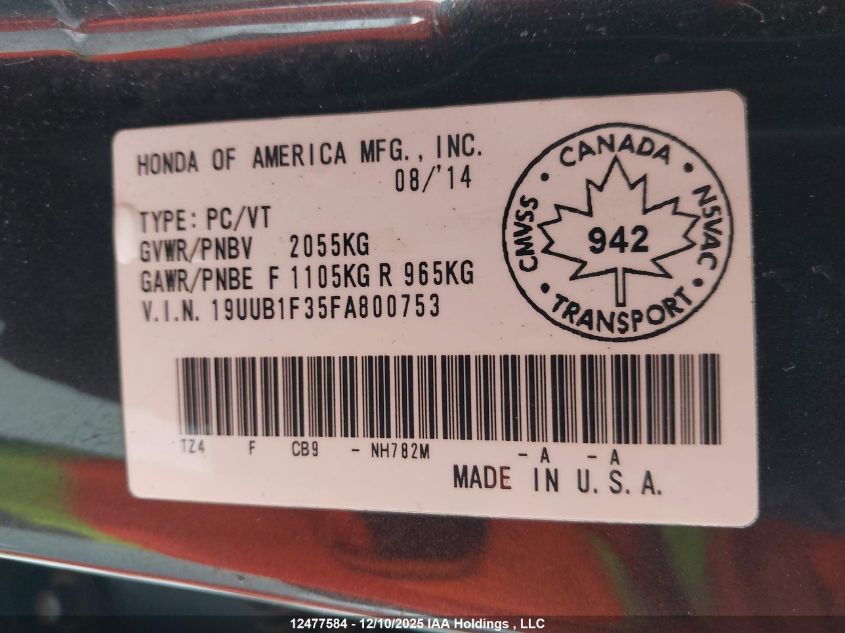 HONDA OF AMERICA MFG., INC.
08/'14
TYPE: PC/VT
GVWR/PNBV 2055KG
GAWR/PNBE F 1105KG R 965KG
V.I.N. 19UUB1F35FA800753
CANADA
CMVSS
NSVAC
942
TRANSPORT
TZ4 F CB9 - NH782M - A - A
MADE IN U.S.A.
12477584 - 12/10/2025 IAA Holdings , LLC